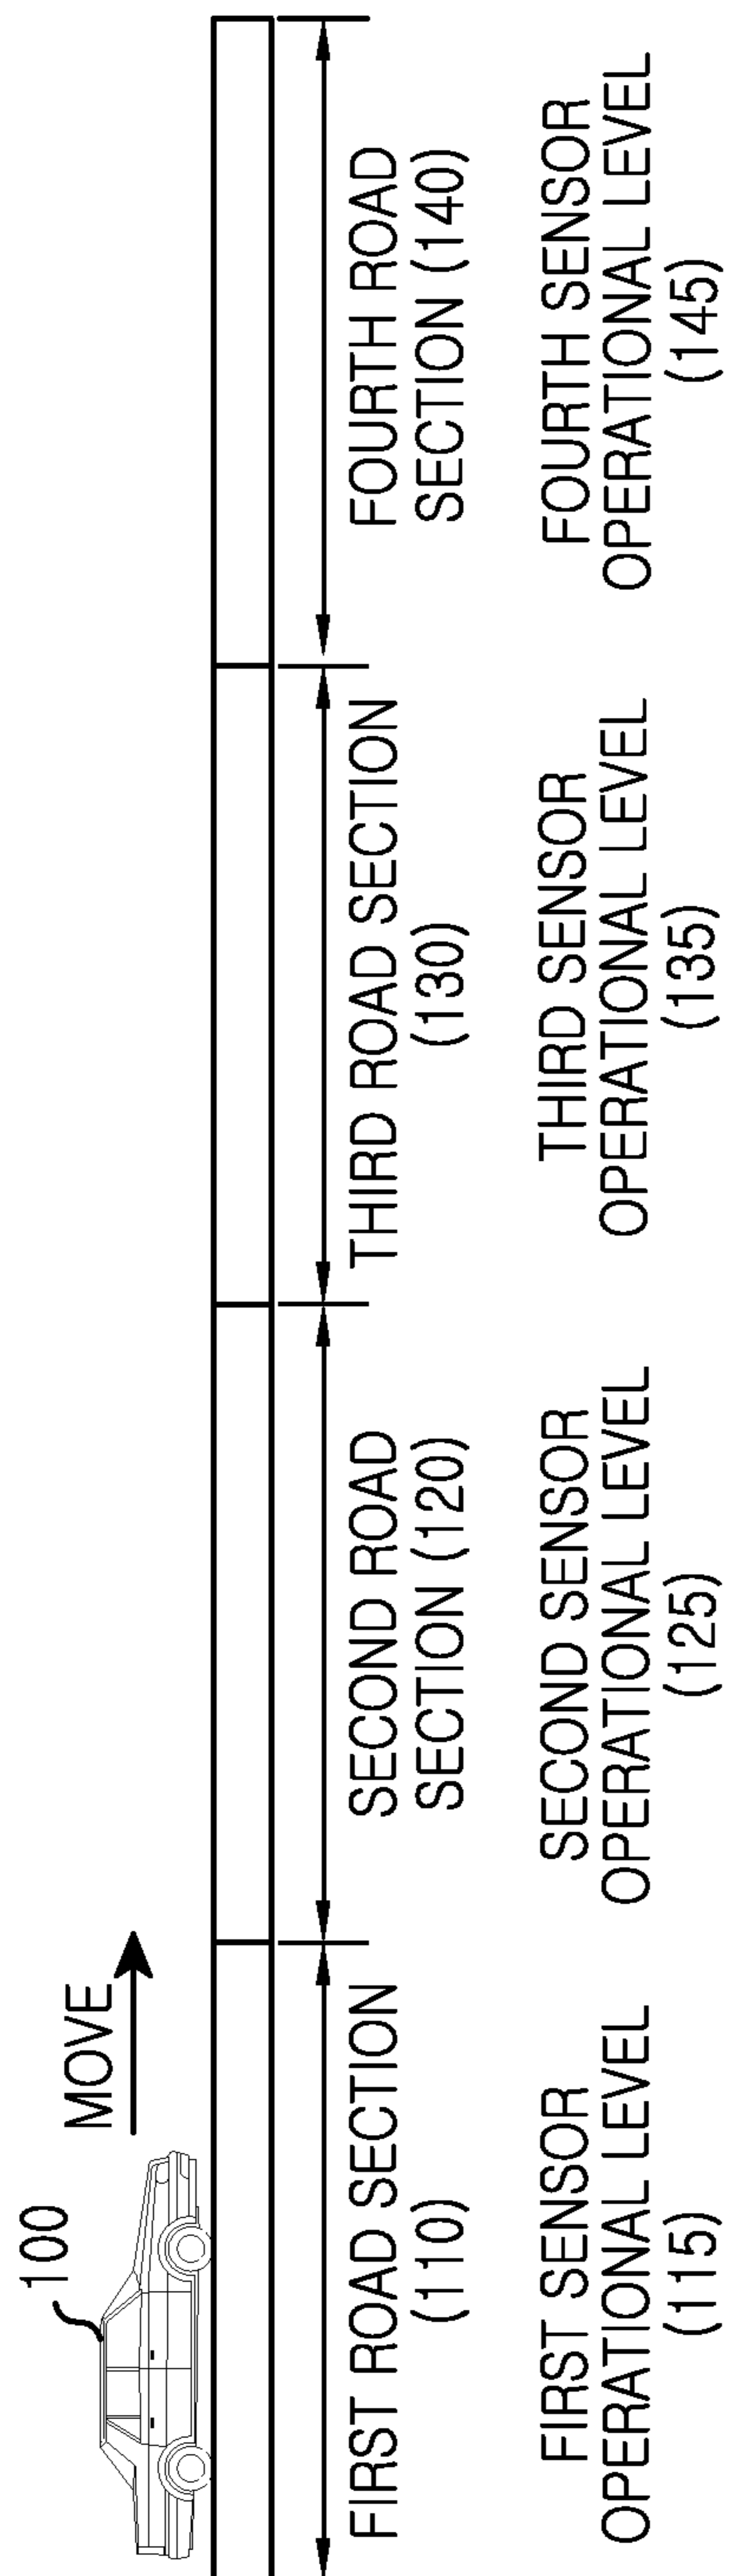 100
MOVE
FIRST ROAD SECTION
(110)
SECOND ROAD
SECTION (120)
THIRD ROAD SECTION
(130)
FOURTH ROAD
SECTION (140)
FIRST SENSOR
OPERATIONAL LEVEL
(115)
SECOND SENSOR
OPERATIONAL LEVEL
(125)
THIRD SENSOR
OPERATIONAL LEVEL
(135)
FOURTH SENSOR
OPERATIONAL LEVEL
(145)